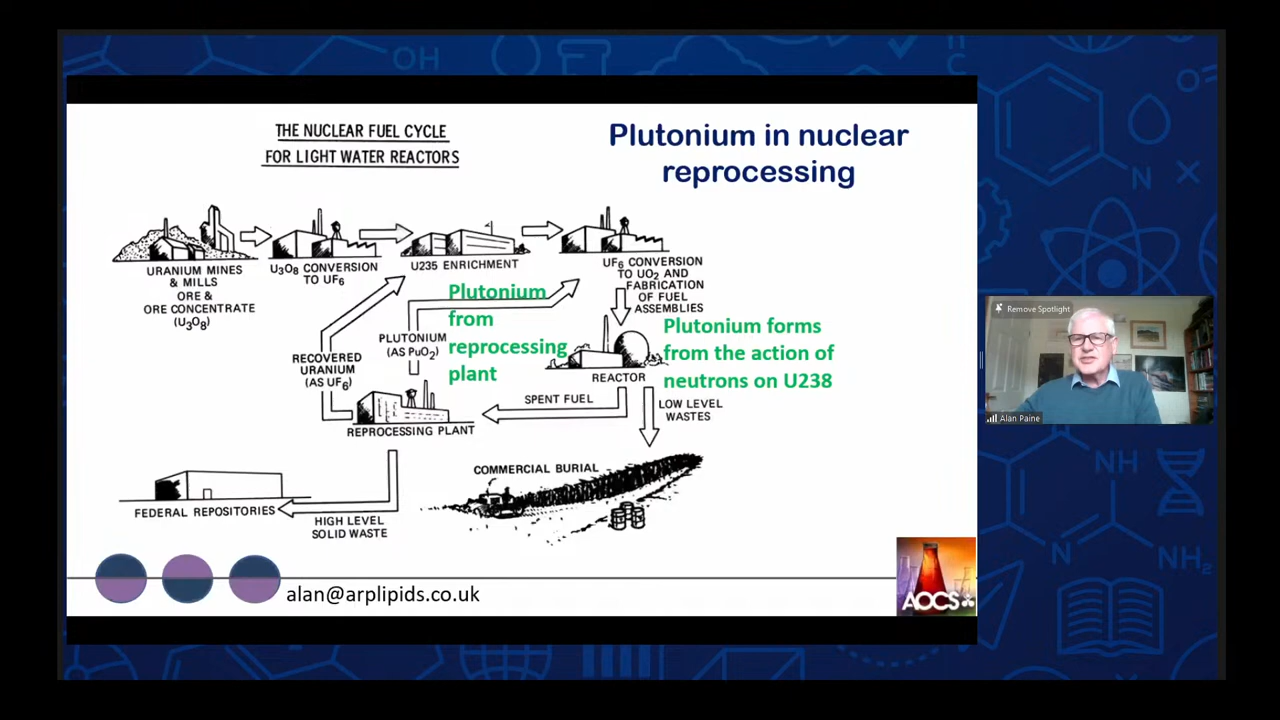 THE NUCLEAR FUEL CYCLE
FOR LIGHT WATER REACTORS
Plutonium in nuclear
reprocessing
URANIUM MINES
& MILLS
ORE &
ORE CONCENTRATE
(U₃O₈)
U₃O₈ CONVERSION
TO UF₆
U235 ENRICHMENT
UF₆ CONVERSION
TO UO₂ AND
FABRICATION
OF FUEL
ASSEMBLIES
Plutonium
from
reprocessing
plant
PLUTONIUM
(AS PuO₂)
RECOVERED
URANIUM
(AS UF₆)
Plutonium forms
from the action of
neutrons on U238
REACTOR
SPENT FUEL
LOW LEVEL
WASTES
REPROCESSING PLANT
COMMERCIAL BURIAL
FEDERAL REPOSITORIES
HIGH LEVEL
SOLID WASTE
alan@arplipids.co.uk
AOCS
Remove Spotlight
Alan Paine
OH
H
C
N
O
NH
N
NH₂